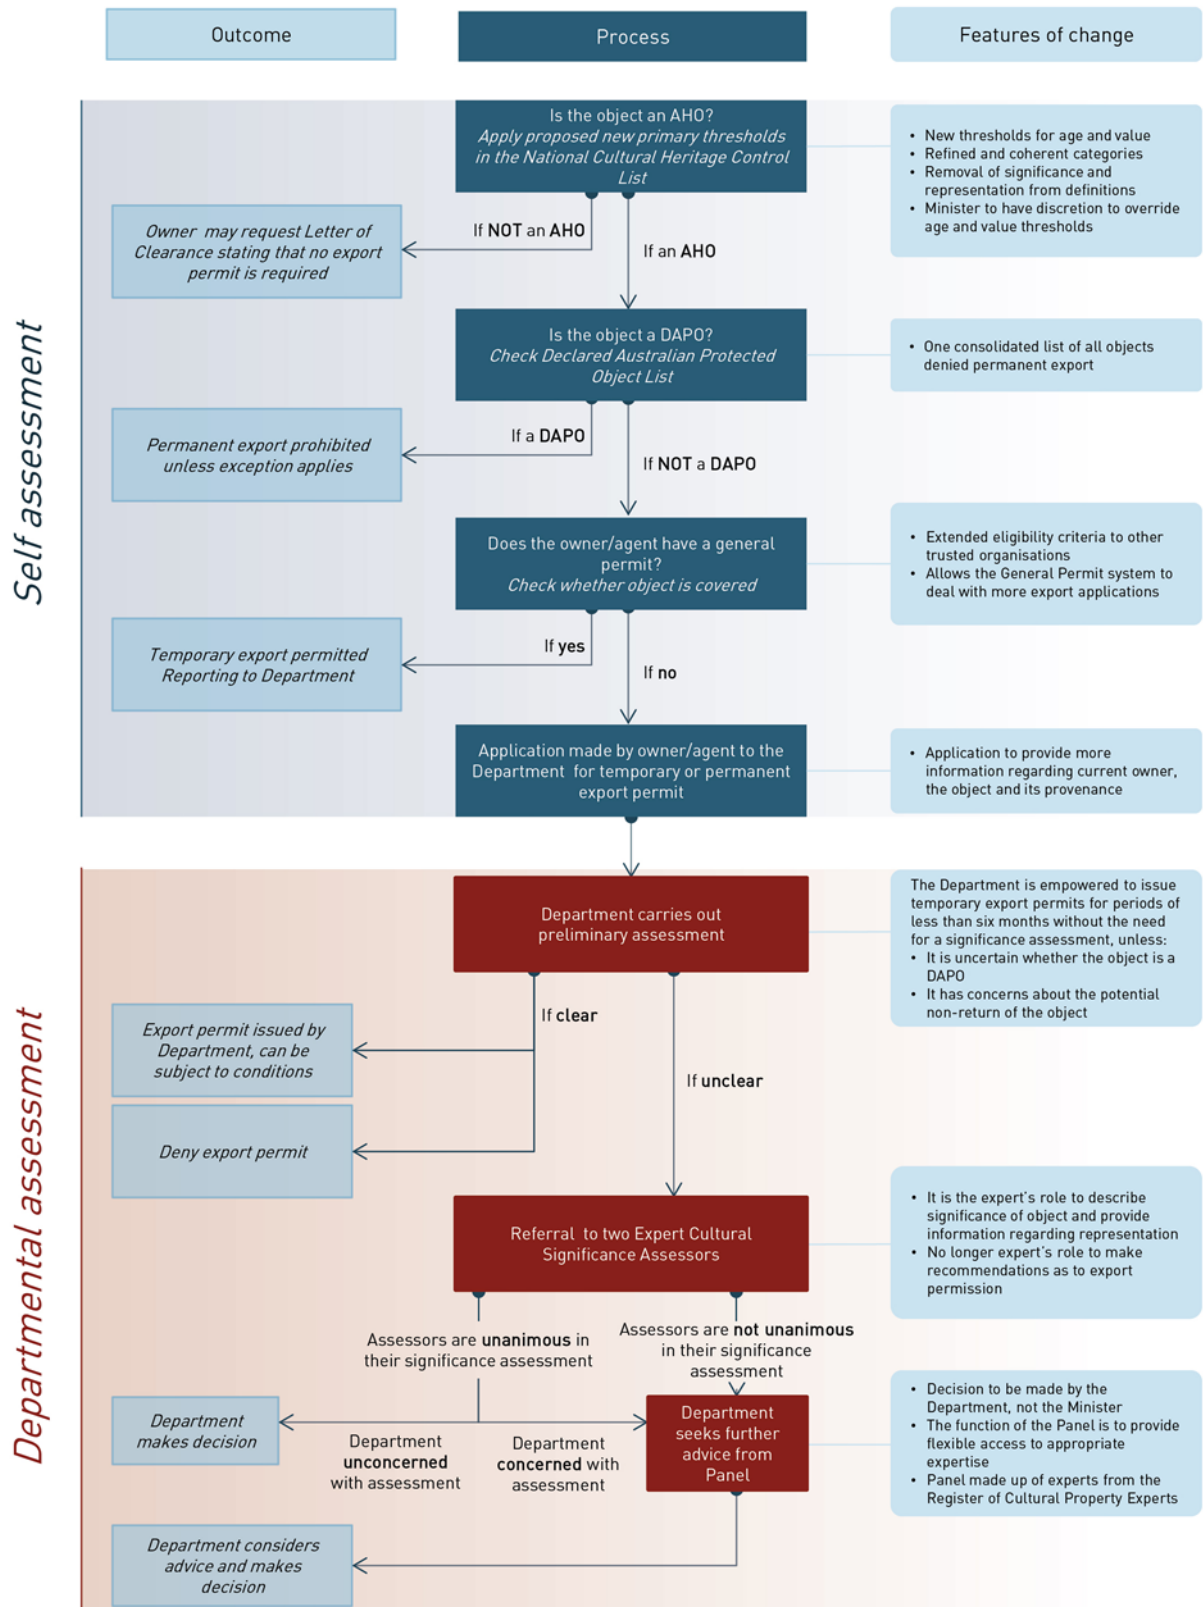 Outcome
Process
Features of change
Self assessment
Is the object an AHO?
Apply proposed new primary thresholds
in the National Cultural Heritage Control
List
• New thresholds for age and value
• Refined and coherent categories
• Removal of significance and
representation from definitions
• Minister to have discretion to override
age and value thresholds
If NOT an AHO
If an AHO
Owner may request Letter of
Clearance stating that no export
permit is required
Is the object a DAPO?
Check Declared Australian Protected
Object List
• One consolidated list of all objects
denied permanent export
If a DAPO
If NOT a DAPO
Permanent export prohibited
unless exception applies
Does the owner/agent have a general
permit?
Check whether object is covered
• Extended eligibility criteria to other
trusted organisations
• Allows the General Permit system to
deal with more export applications
If yes
If no
Temporary export permitted
Reporting to Department
Application made by owner/agent to the
Department for temporary or permanent
export permit
• Application to provide more
information regarding current owner,
the object and its provenance
Departmental assessment
Department carries out
preliminary assessment
The Department is empowered to issue
temporary export permits for periods of
less than six months without the need
for a significance assessment, unless:
• It is uncertain whether the object is a
DAPO
• It has concerns about the potential
non-return of the object
If clear
If unclear
Export permit issued by
Department, can be
subject to conditions
Deny export permit
Referral to two Expert Cultural
Significance Assessors
• It is the expert's role to describe
significance of object and provide
information regarding representation
• No longer expert's role to make
recommendations as to export
permission
Assessors are unanimous in
their significance assessment
Assessors are not unanimous
in their significance
assessment
Department
makes decision
Department
unconcerned
with assessment
Department
concerned with
assessment
Department
seeks further
advice from
Panel
• Decision to be made by the
Department, not the Minister
• The function of the Panel is to provide
flexible access to appropriate
expertise
• Panel made up of experts from the
Register of Cultural Property Experts
Department considers
advice and makes
decision